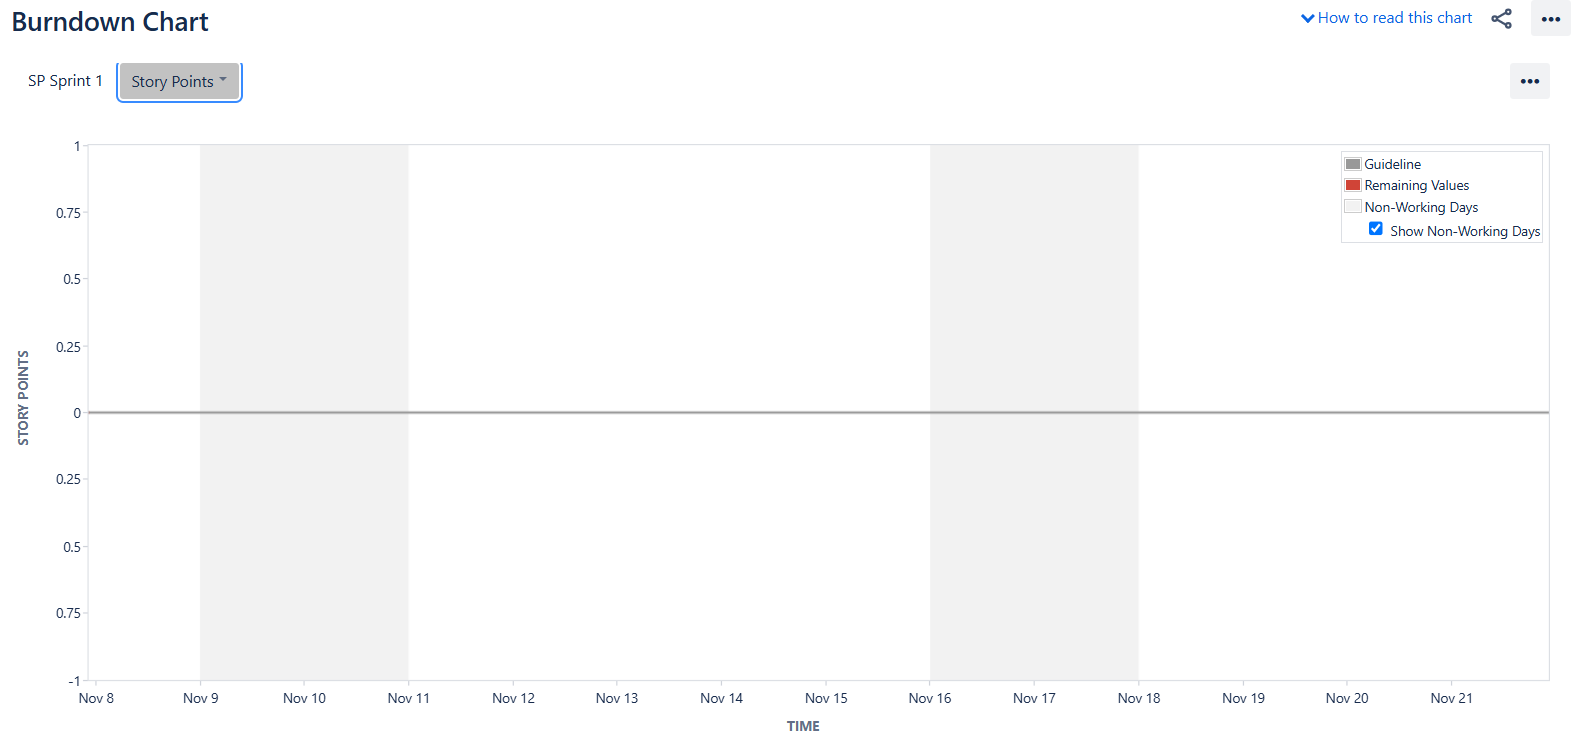 Burndown Chart
How to read this chart
SP Sprint 1
Story Points
1
0.75
0.5
0.25
0
0.25
0.5
0.75
-1
STORY POINTS
Guideline
Remaining Values
Non-Working Days
Show Non-Working Days
Nov 8 Nov 9 Nov 10 Nov 11 Nov 12 Nov 13 Nov 14 Nov 15 Nov 16 Nov 17 Nov 18 Nov 19 Nov 20 Nov 21
TIME